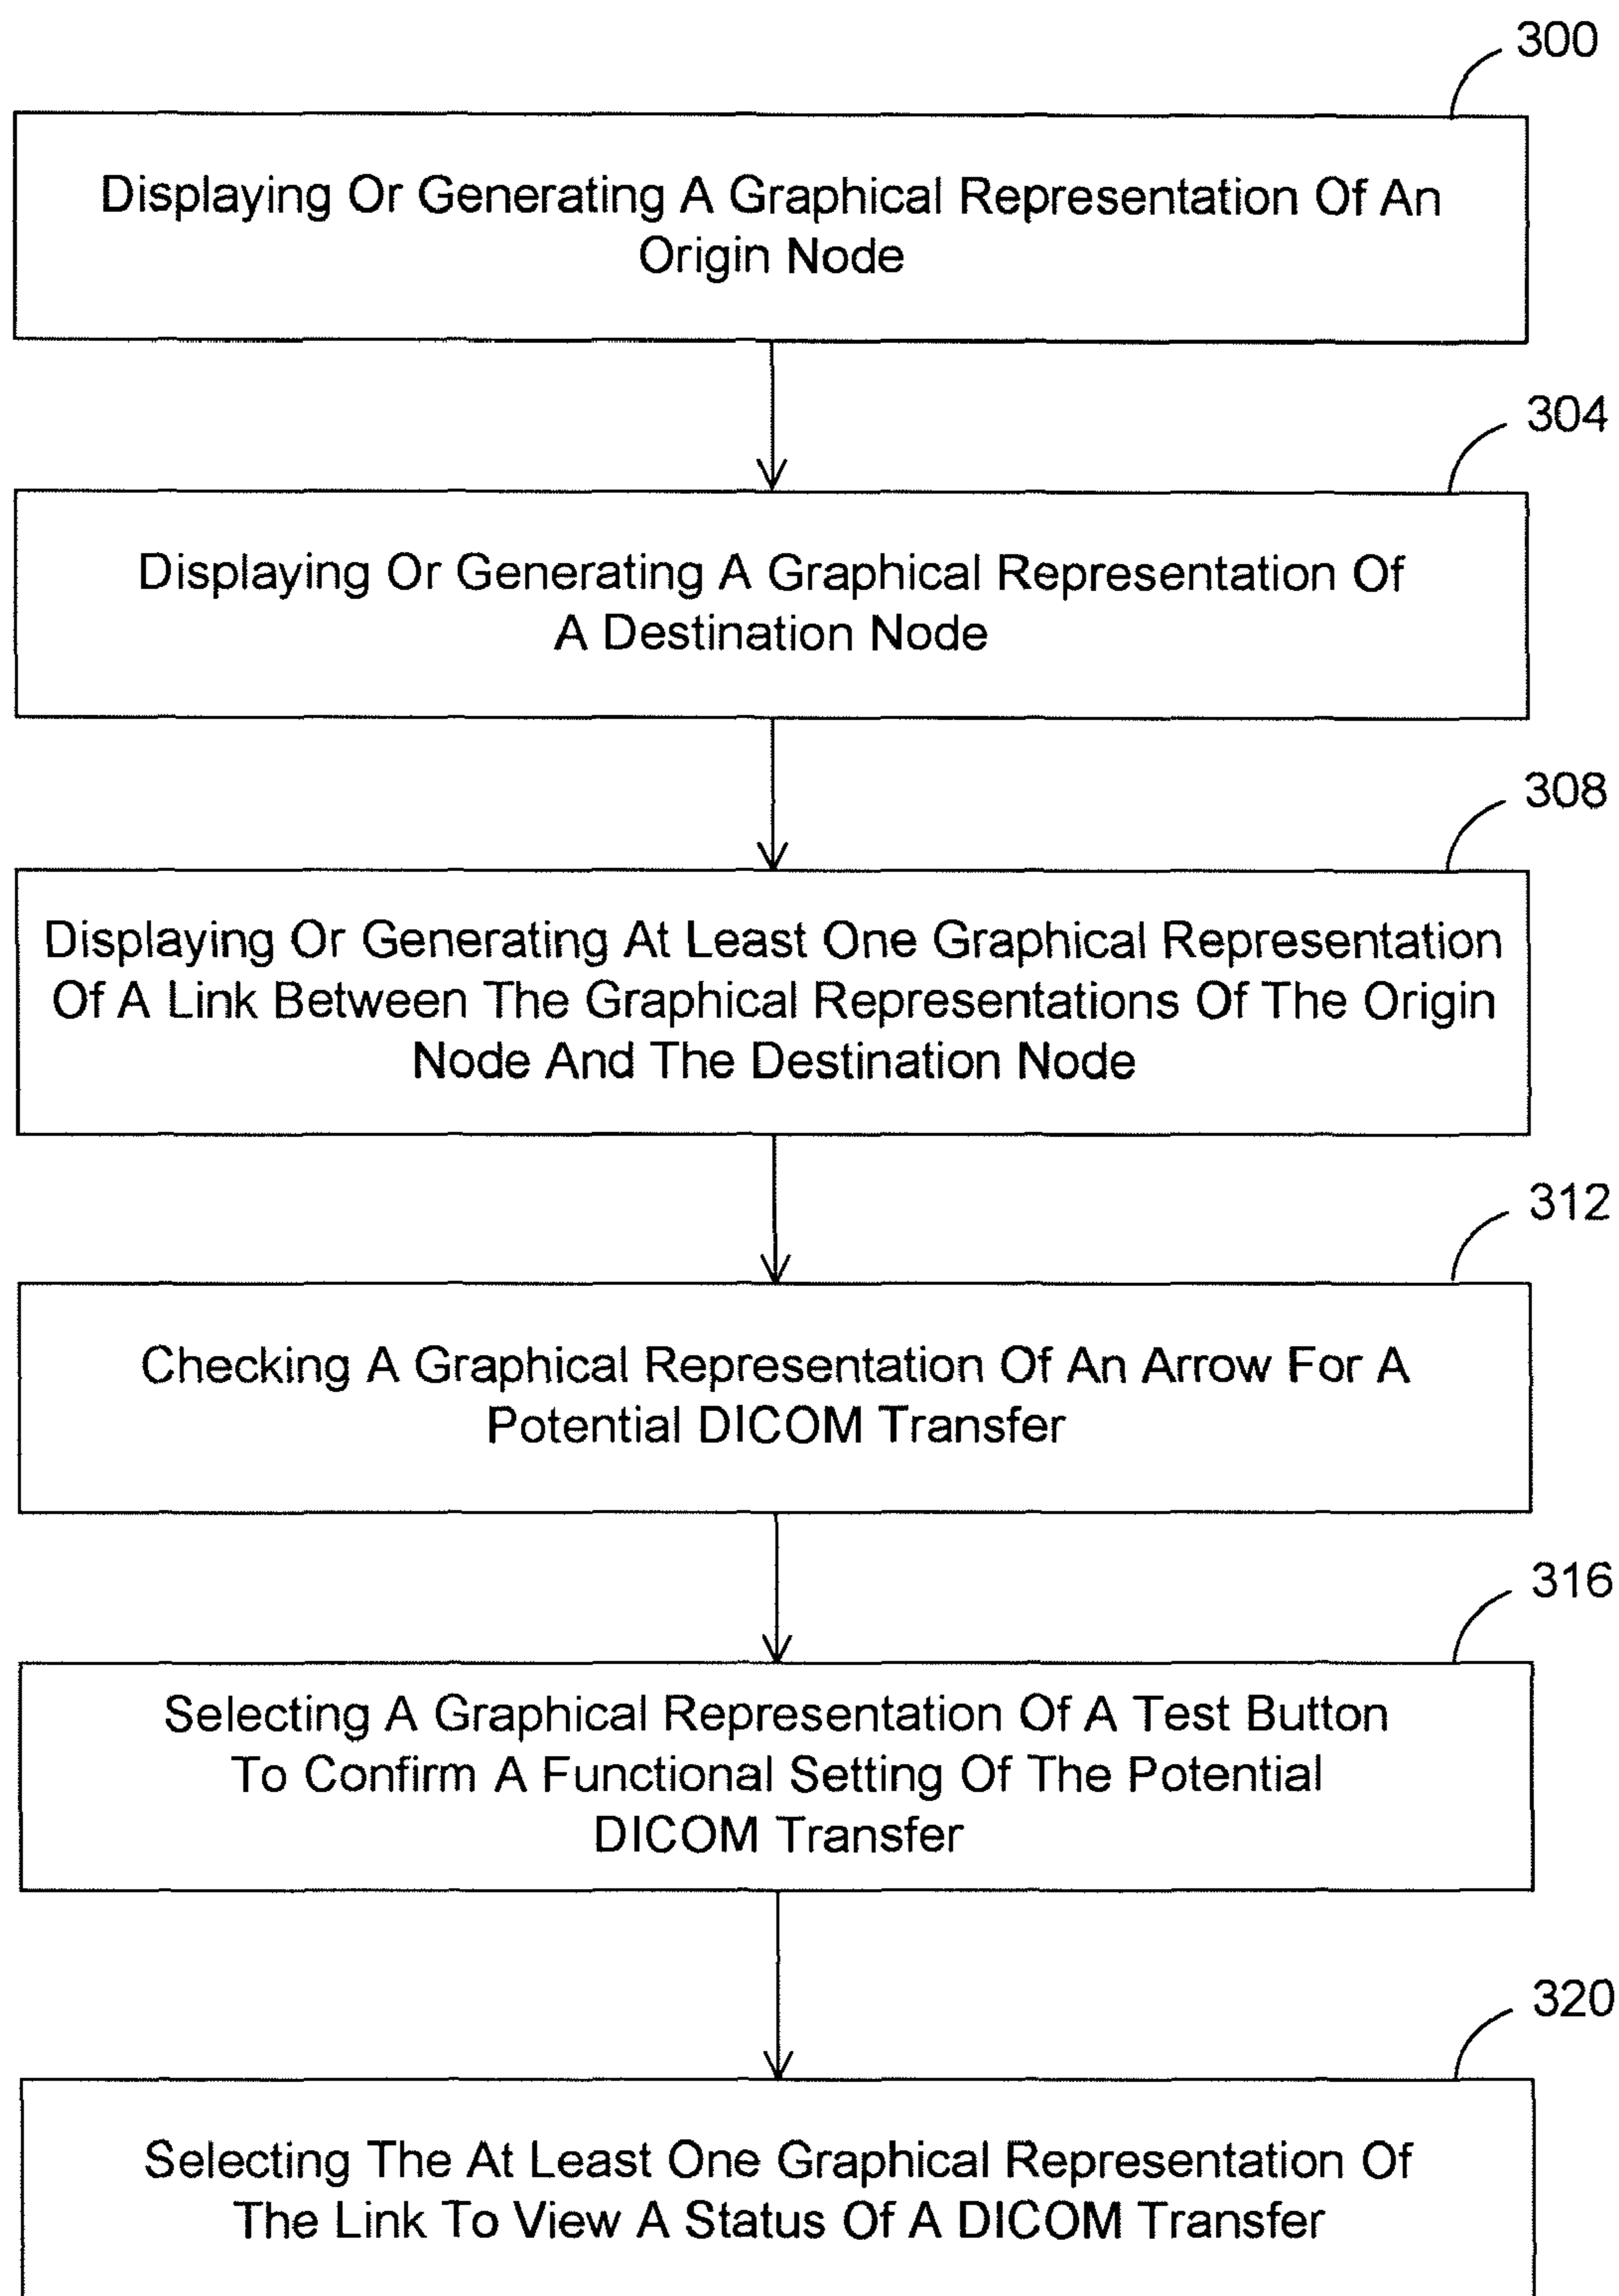 300
Displaying Or Generating A Graphical Representation Of An
Origin Node
304
Displaying Or Generating A Graphical Representation Of
A Destination Node
308
Displaying Or Generating At Least One Graphical Representation
Of A Link Between The Graphical Representations Of The Origin
Node And The Destination Node
312
Checking A Graphical Representation Of An Arrow For A
Potential DICOM Transfer
316
Selecting A Graphical Representation Of A Test Button
To Confirm A Functional Setting Of The Potential
DICOM Transfer
320
Selecting The At Least One Graphical Representation Of
The Link To View A Status Of A DICOM Transfer